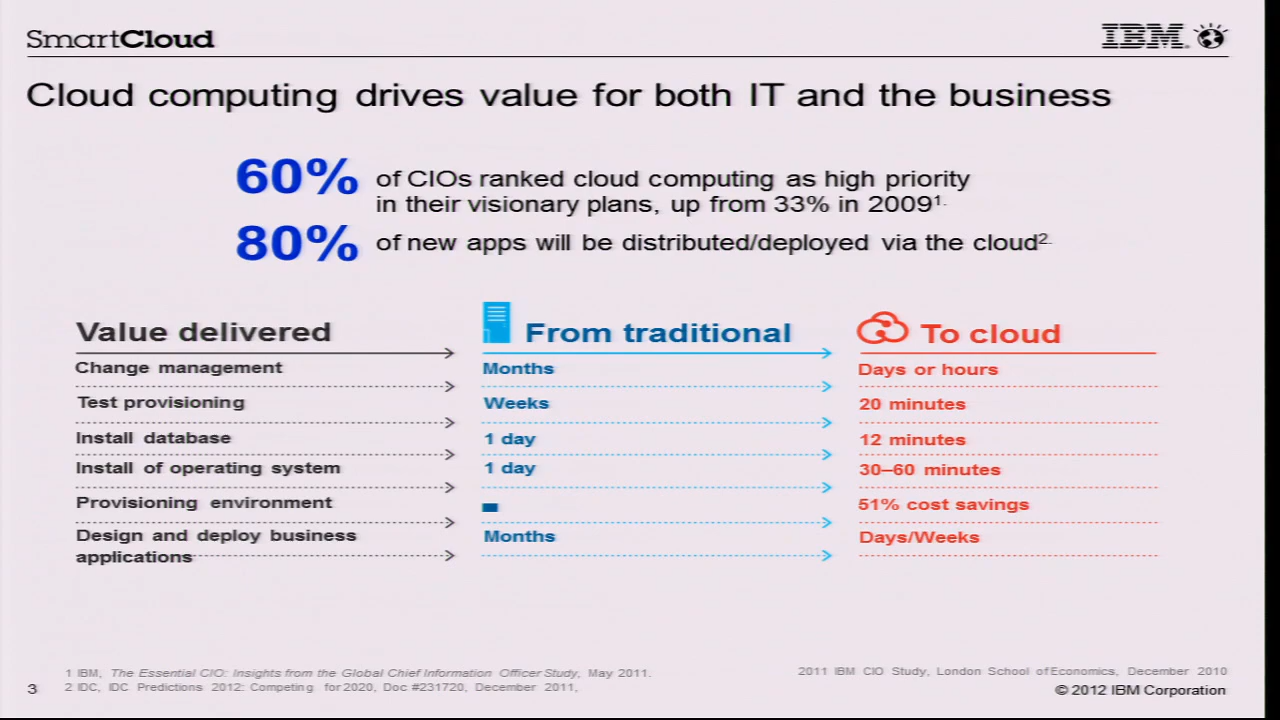 SmartCloud
IBM
Cloud computing drives value for both IT and the business
60% of CIOs ranked cloud computing as high priority
in their visionary plans, up from 33% in 2009¹·
80% of new apps will be distributed/deployed via the cloud²·
Value delivered From traditional To cloud
Change management Months Days or hours
Test provisioning Weeks 20 minutes
Install database 1 day 12 minutes
Install of operating system 1 day 30–60 minutes
Provisioning environment 51% cost savings
Design and deploy business Months Days/Weeks
applications
1 IBM, The Essential CIO: Insights from the Global Chief Information Officer Study, May 2011.
2 IDC, IDC Predictions 2012: Competing for 2020, Doc #231720, December 2011,
2011 IBM CIO Study, London School of Economics, December 2010
3
© 2012 IBM Corporation